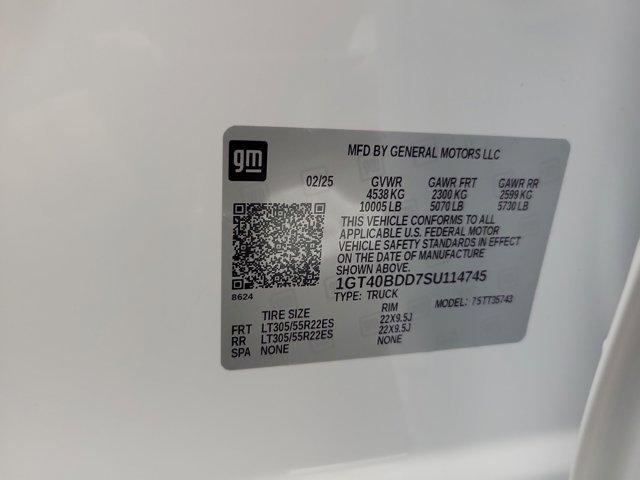 gm
MFD BY GENERAL MOTORS LLC
02/25 GVWR GAWR FRT GAWR RR
4538 KG 2300 KG 2599 KG
10005 LB 5070 LB 5730 LB
THIS VEHICLE CONFORMS TO ALL
APPLICABLE U.S. FEDERAL MOTOR
VEHICLE SAFETY STANDARDS IN EFFECT
ON THE DATE OF MANUFACTURE
SHOWN ABOVE.
1GT40BDD7SU114745
8624
TYPE: TRUCK MODEL: 7STT35743
TIRE SIZE RIM
FRT LT305/55R22ES 22X9.5J
RR LT305/55R22ES 22X9.5J
SPA NONE NONE